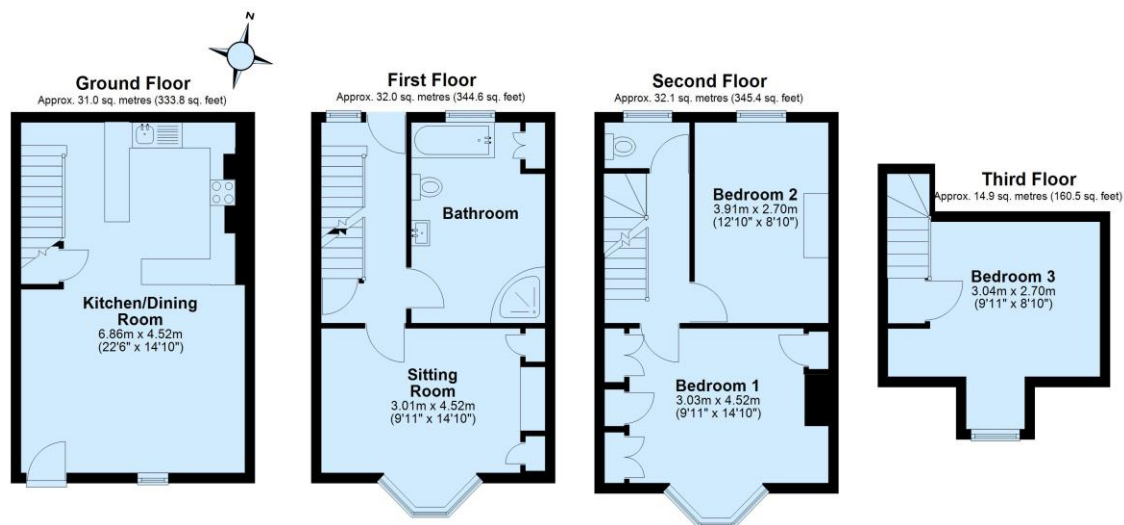 N
Ground Floor
Approx. 31.0 sq. metres (333.8 sq. feet)
Kitchen/Dining
Room
6.86m x 4.52m
(22'6" x 14'10")
First Floor
Approx. 32.0 sq. metres (344.6 sq. feet)
Bathroom
Sitting
Room
3.01m x 4.52m
(9'11" x 14'10")
Second Floor
Approx. 32.1 sq. metres (345.4 sq. feet)
Bedroom 2
3.91m x 2.70m
(12'10" x 8'10")
Bedroom 1
3.03m x 4.52m
(9'11" x 14'10")
Third Floor
Approx. 14.9 sq. metres (160.5 sq. feet)
Bedroom 3
3.04m x 2.70m
(9'11" x 8'10")